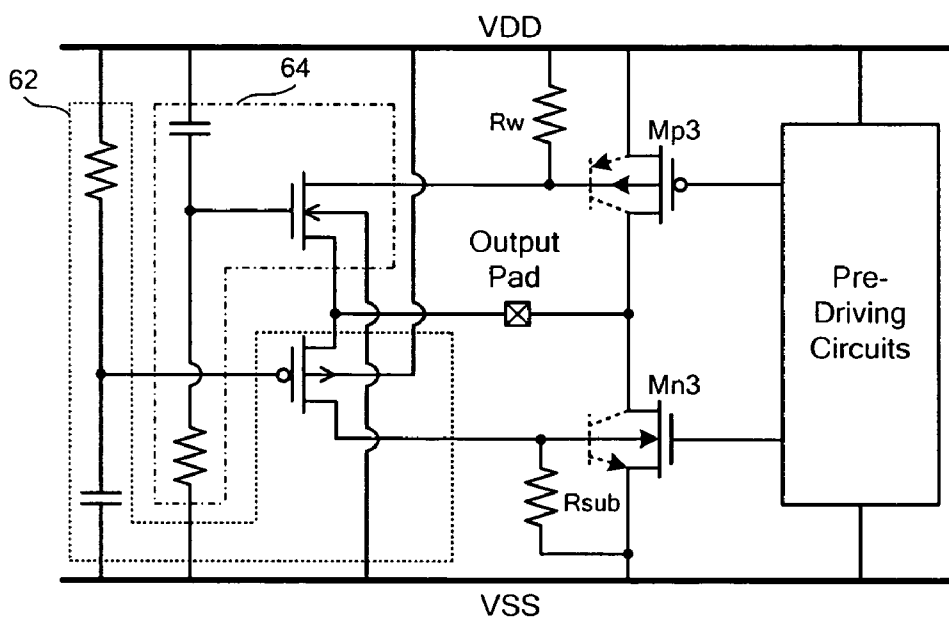 VDD
62
64
Rw
Mp3
Output
Pad
Pre-
Driving
Circuits
Mn3
Rsub
VSS